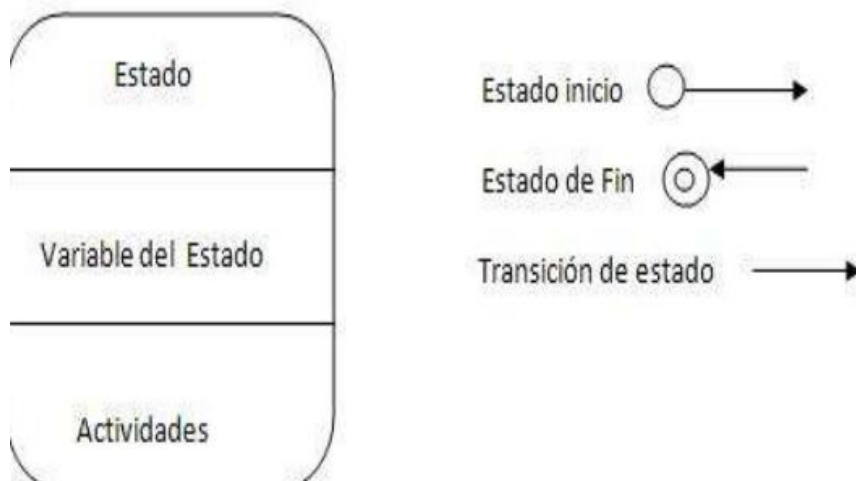 Estado
Variable del Estado
Actividades
Estado inicio
Estado de Fin
Transición de estado